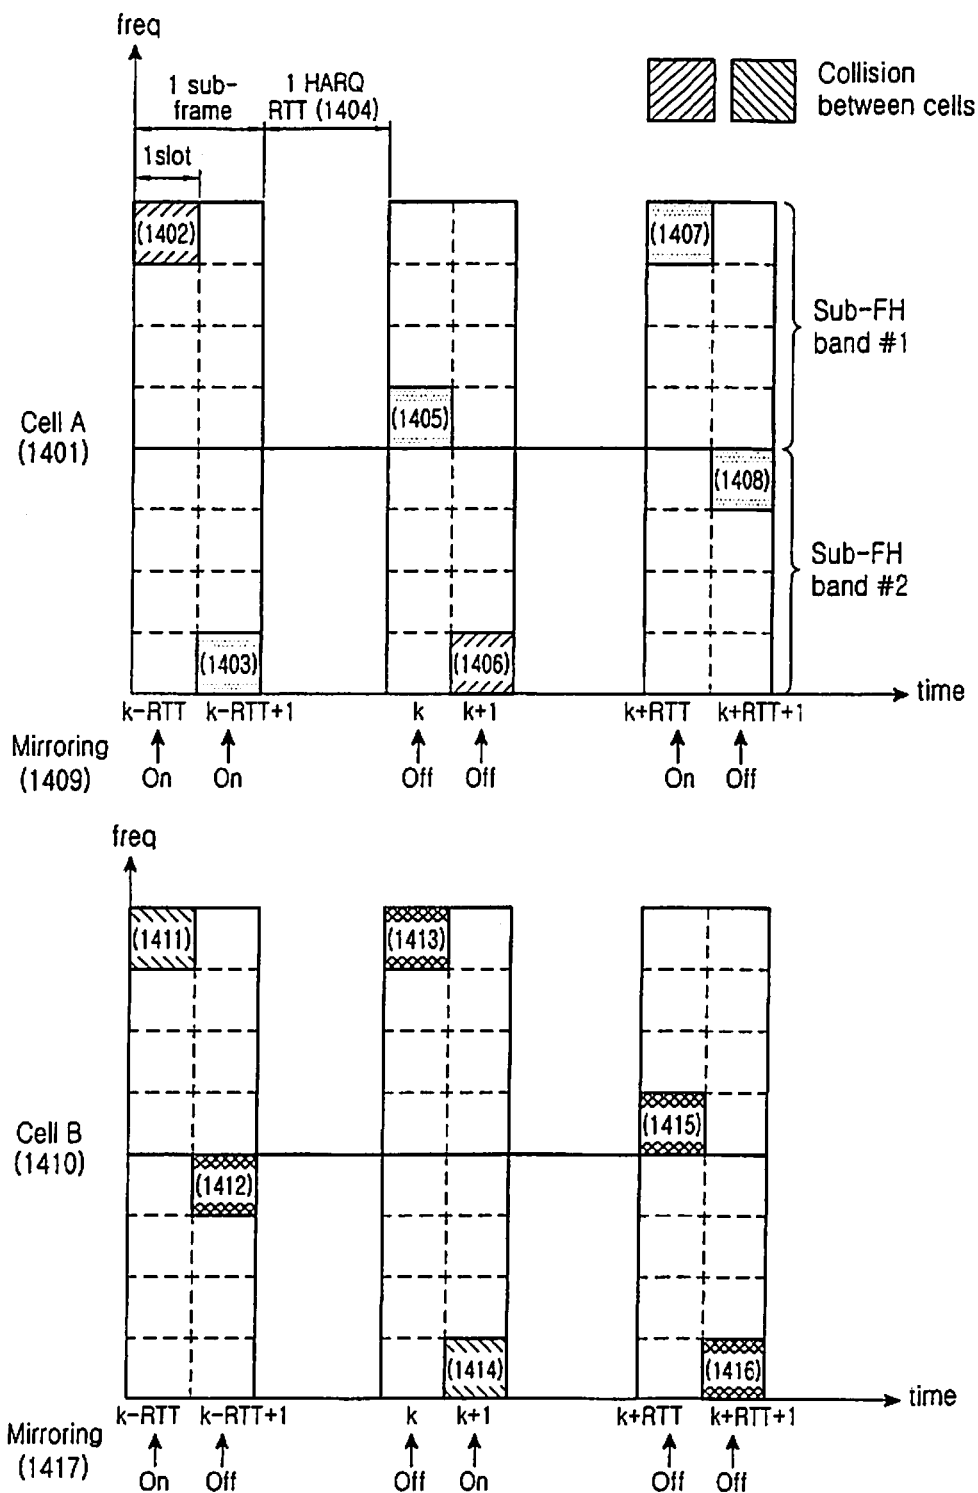 freq
1 sub-
frame
1 HARQ
RTT (1404)
Collision
between cells
1slot
(1402)
(1407)
Sub-FH
band #1
(1405)
Cell A
(1401)
(1408)
Sub-FH
band #2
(1403)
(1406)
time
k-RTT k-RTT+1 k k+1 k+RTT k+RTT+1
Mirroring
(1409)
On On Off Off On Off
freq
(1411)
(1413)
(1415)
Cell B
(1410)
(1412)
(1414)
(1416)
time
k-RTT k-RTT+1 k k+1 k+RTT k+RTT+1
Mirroring
(1417)
On Off Off On Off Off